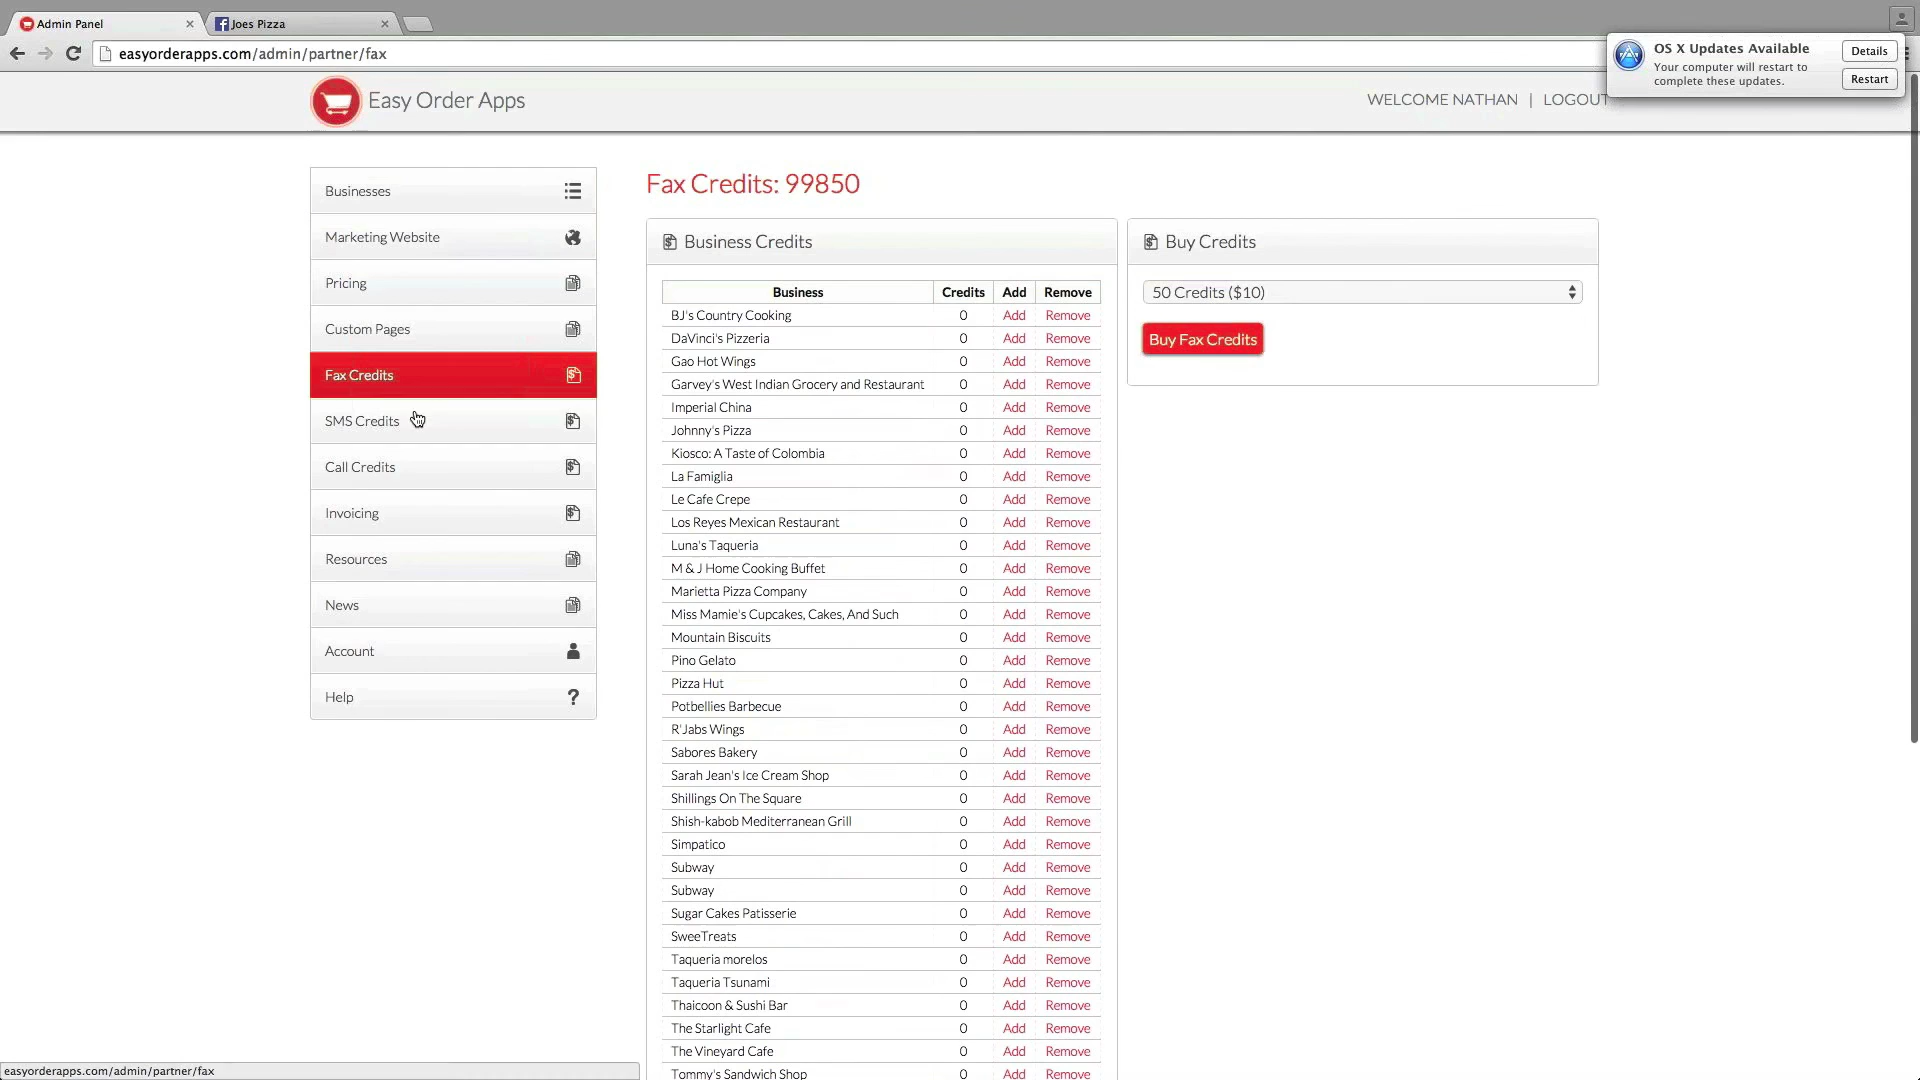 Admin Panel
Joes Pizza
easyorderapps.com/admin/partner/fax
OS X Updates Available
Your computer will restart to
complete these updates.
Details
Restart
Easy Order Apps
WELCOME NATHAN | LOGOUT
Businesses
Marketing Website
Pricing
Custom Pages
Fax Credits
SMS Credits
Call Credits
Invoicing
Resources
News
Account
Help
Fax Credits: 99850
Business Credits
Business Credits Add Remove
BJ's Country Cooking 0 Add Remove
DaVinci's Pizzeria 0 Add Remove
Gao Hot Wings 0 Add Remove
Garvey's West Indian Grocery and Restaurant 0 Add Remove
Imperial China 0 Add Remove
Johnny's Pizza 0 Add Remove
Kiosco: A Taste of Colombia 0 Add Remove
La Famiglia 0 Add Remove
Le Cafe Crepe 0 Add Remove
Los Reyes Mexican Restaurant 0 Add Remove
Luna's Taqueria 0 Add Remove
M & J Home Cooking Buffet 0 Add Remove
Marietta Pizza Company 0 Add Remove
Miss Mamie's Cupcakes, Cakes, And Such 0 Add Remove
Mountain Biscuits 0 Add Remove
Pino Gelato 0 Add Remove
Pizza Hut 0 Add Remove
Potbellies Barbecue 0 Add Remove
R'Jabs Wings 0 Add Remove
Sabores Bakery 0 Add Remove
Sarah Jean's Ice Cream Shop 0 Add Remove
Shillings On The Square 0 Add Remove
Shish-kabob Mediterranean Grill 0 Add Remove
Simpatico 0 Add Remove
Subway 0 Add Remove
Subway 0 Add Remove
Sugar Cakes Patisserie 0 Add Remove
SweeTreats 0 Add Remove
Taqueria morelos 0 Add Remove
Taqueria Tsunami 0 Add Remove
Thaicoon & Sushi Bar 0 Add Remove
The Starlight Cafe 0 Add Remove
The Vineyard Cafe 0 Add Remove
Tommy's Sandwich Shop 0 Add Remove
Buy Credits
50 Credits ($10)
Buy Fax Credits
easyorderapps.com/admin/partner/fax